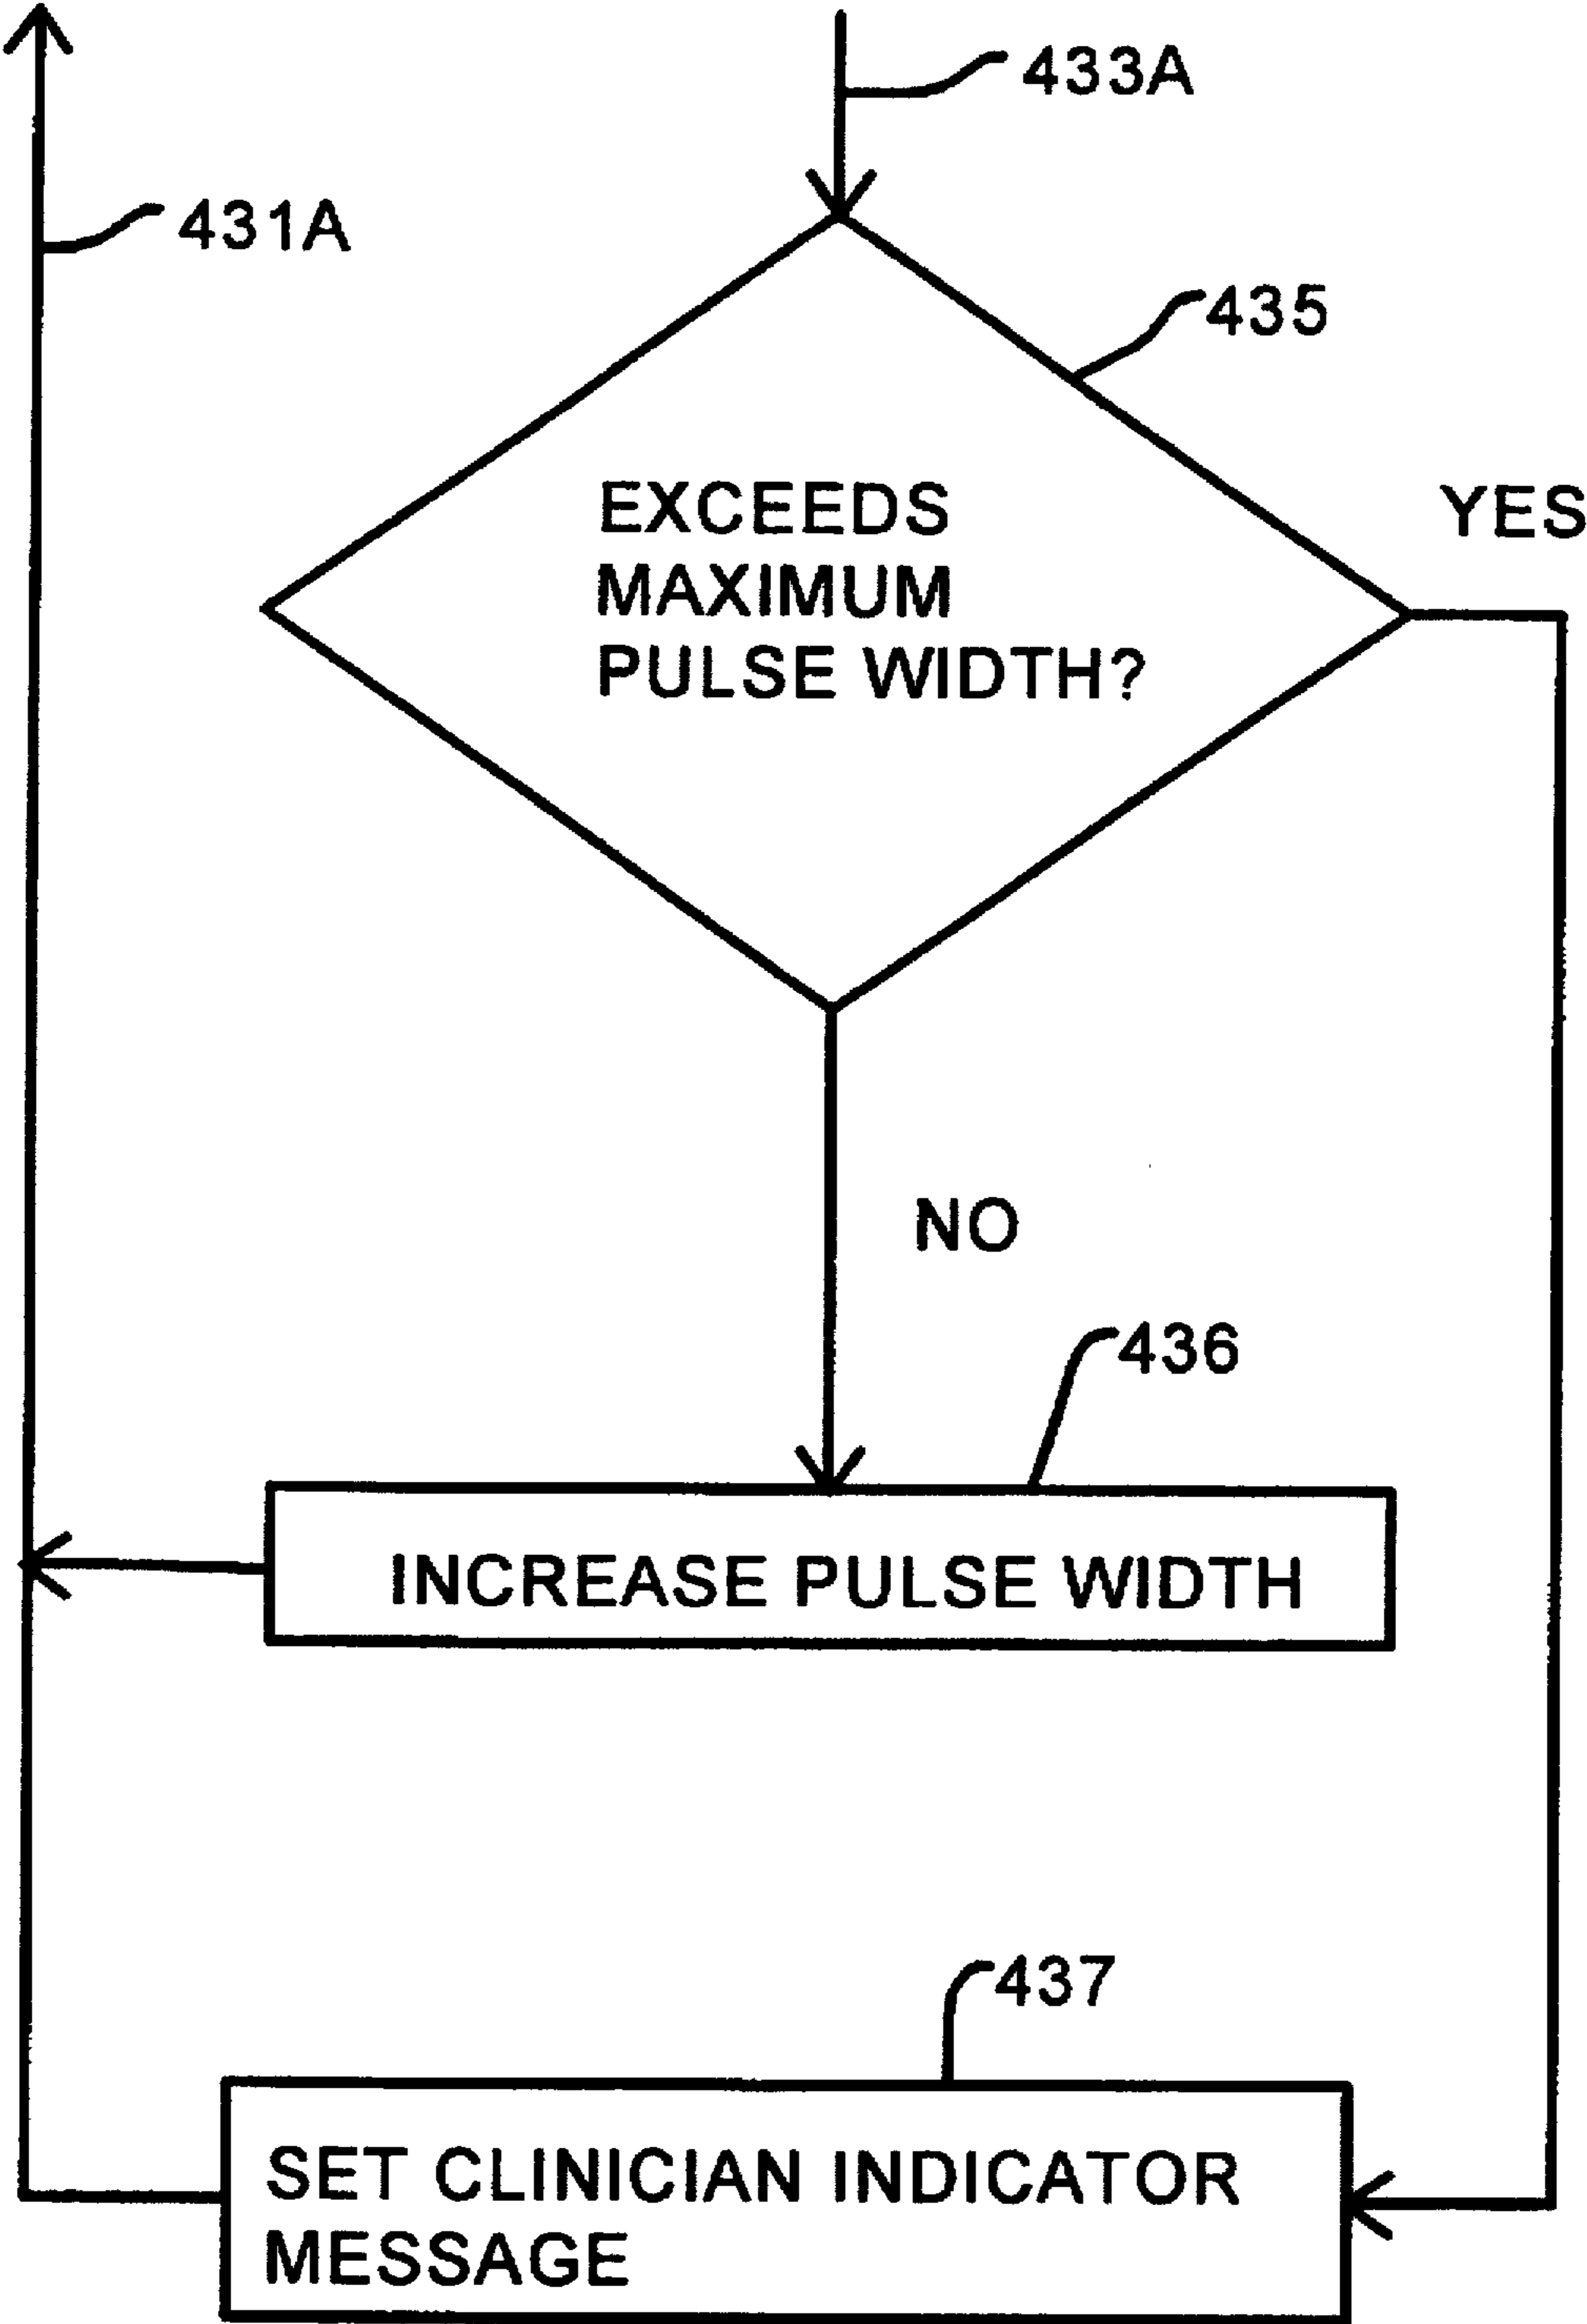 433A
431A
435
EXCEEDS
MAXIMUM
PULSE WIDTH?
YES
NO
436
INCREASE PULSE WIDTH
437
SET CLINICIAN INDICATOR
MESSAGE